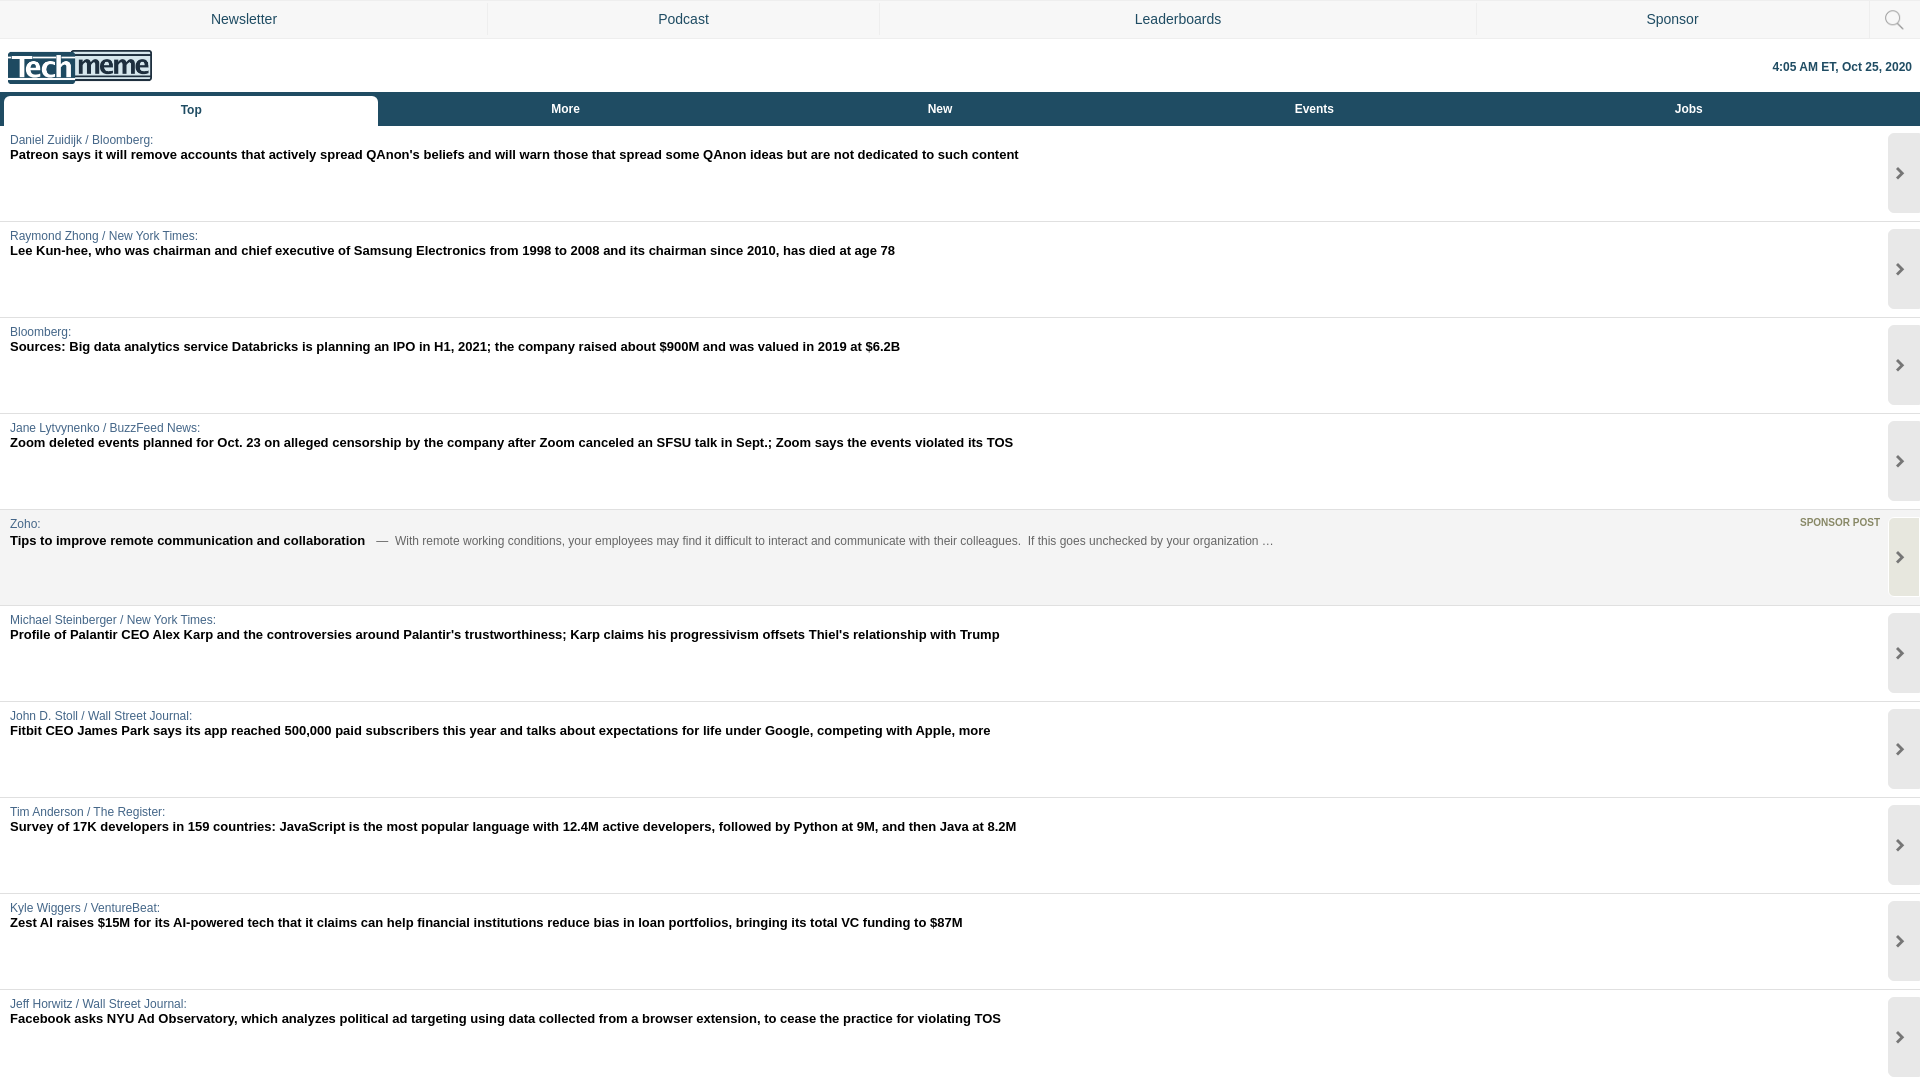 Newsletter
Podcast
Leaderboards
Sponsor
Techmeme
4:05 AM ET, Oct 25, 2020
Top
More
New
Events
Jobs
Daniel Zuidijk / Bloomberg:
Patreon says it will remove accounts that actively spread QAnon's beliefs and will warn those that spread some QAnon ideas but are not dedicated to such content
Raymond Zhong / New York Times:
Lee Kun-hee, who was chairman and chief executive of Samsung Electronics from 1998 to 2008 and its chairman since 2010, has died at age 78
Bloomberg:
Sources: Big data analytics service Databricks is planning an IPO in H1, 2021; the company raised about $900M and was valued in 2019 at $6.2B
Jane Lytvynenko / BuzzFeed News:
Zoom deleted events planned for Oct. 23 on alleged censorship by the company after Zoom canceled an SFSU talk in Sept.; Zoom says the events violated its TOS
Zoho:
SPONSOR POST
Tips to improve remote communication and collaboration — With remote working conditions, your employees may find it difficult to interact and communicate with their colleagues. If this goes unchecked by your organization …
Michael Steinberger / New York Times:
Profile of Palantir CEO Alex Karp and the controversies around Palantir's trustworthiness; Karp claims his progressivism offsets Thiel's relationship with Trump
John D. Stoll / Wall Street Journal:
Fitbit CEO James Park says its app reached 500,000 paid subscribers this year and talks about expectations for life under Google, competing with Apple, more
Tim Anderson / The Register:
Survey of 17K developers in 159 countries: JavaScript is the most popular language with 12.4M active developers, followed by Python at 9M, and then Java at 8.2M
Kyle Wiggers / VentureBeat:
Zest AI raises $15M for its AI-powered tech that it claims can help financial institutions reduce bias in loan portfolios, bringing its total VC funding to $87M
Jeff Horwitz / Wall Street Journal:
Facebook asks NYU Ad Observatory, which analyzes political ad targeting using data collected from a browser extension, to cease the practice for violating TOS